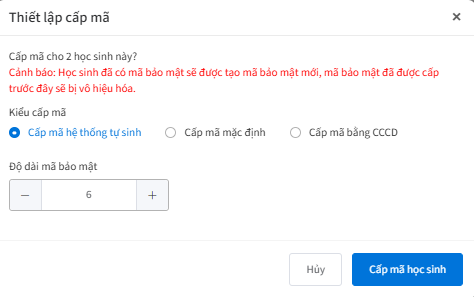 Thiết lập cấp mã
×
Cấp mã cho 2 học sinh này?
Cảnh báo: Học sinh đã có mã bảo mật sẽ được tạo mã bảo mật mới, mã bảo mật đã được cấp
trước đây sẽ bị vô hiệu hóa.
Kiểu cấp mã
Cấp mã hệ thống tự sinh Cấp mã mặc định Cấp mã bằng CCCD
Độ dài mã bảo mật
− 6 +
Hủy Cấp mã học sinh